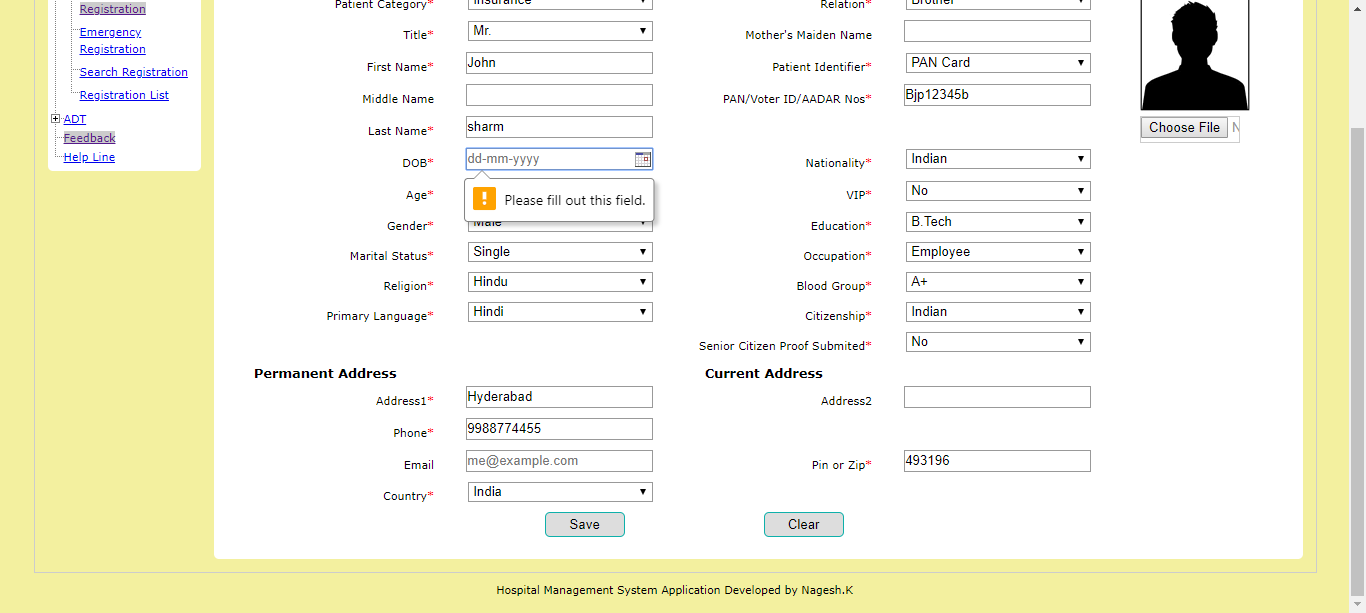 Registration
Emergency
Registration
Search Registration
Registration List
ADT
Feedback
Help Line
Patient Category* Insurance Relation* Brother
Title* Mr. Mother's Maiden Name
First Name* John Patient Identifier* PAN Card
Middle Name PAN/Voter ID/AADAR Nos* Bjp12345b
Choose File N
Last Name* sharm
DOB* dd-mm-yyyy Nationality* Indian
Age* Please fill out this field. VIP* No
Gender* Male Education* B.Tech
Marital Status* Single Occupation* Employee
Religion* Hindu Blood Group* A+
Primary Language* Hindi Citizenship* Indian
Senior Citizen Proof Submited* No
Permanent Address Current Address
Address1* Hyderabad Address2
Phone* 9988774455
Email me@example.com Pin or Zip* 493196
Country* India
Save Clear
Hospital Management System Application Developed by Nagesh.K